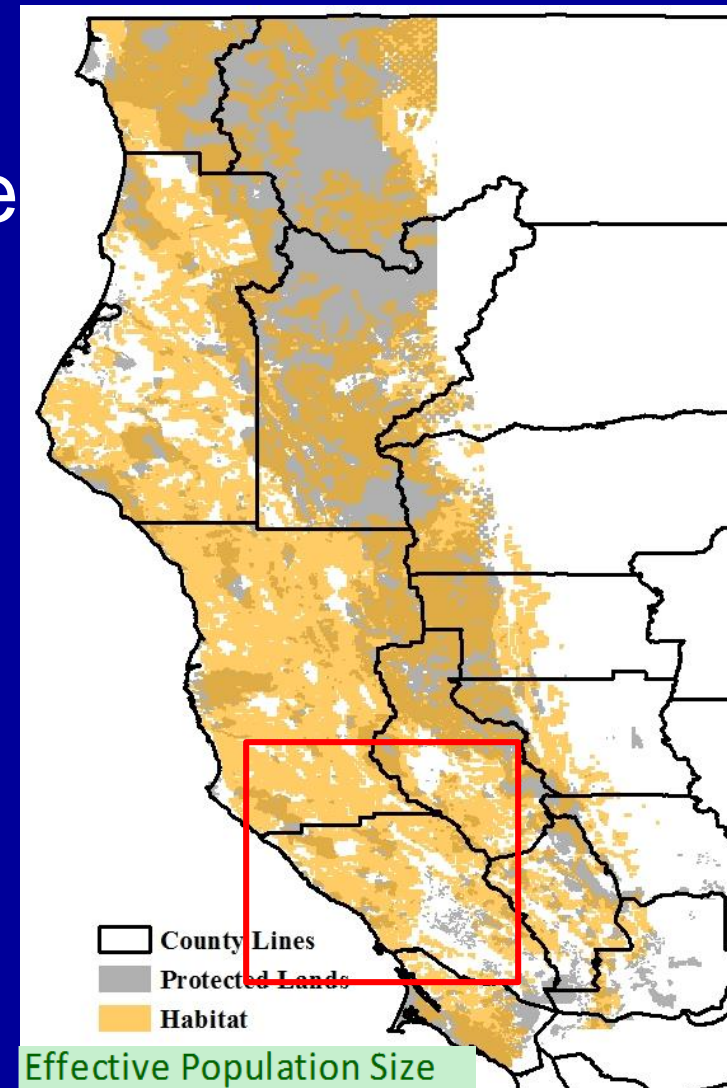 e
County Lines
Protected Lands
Habitat
Effective Population Size